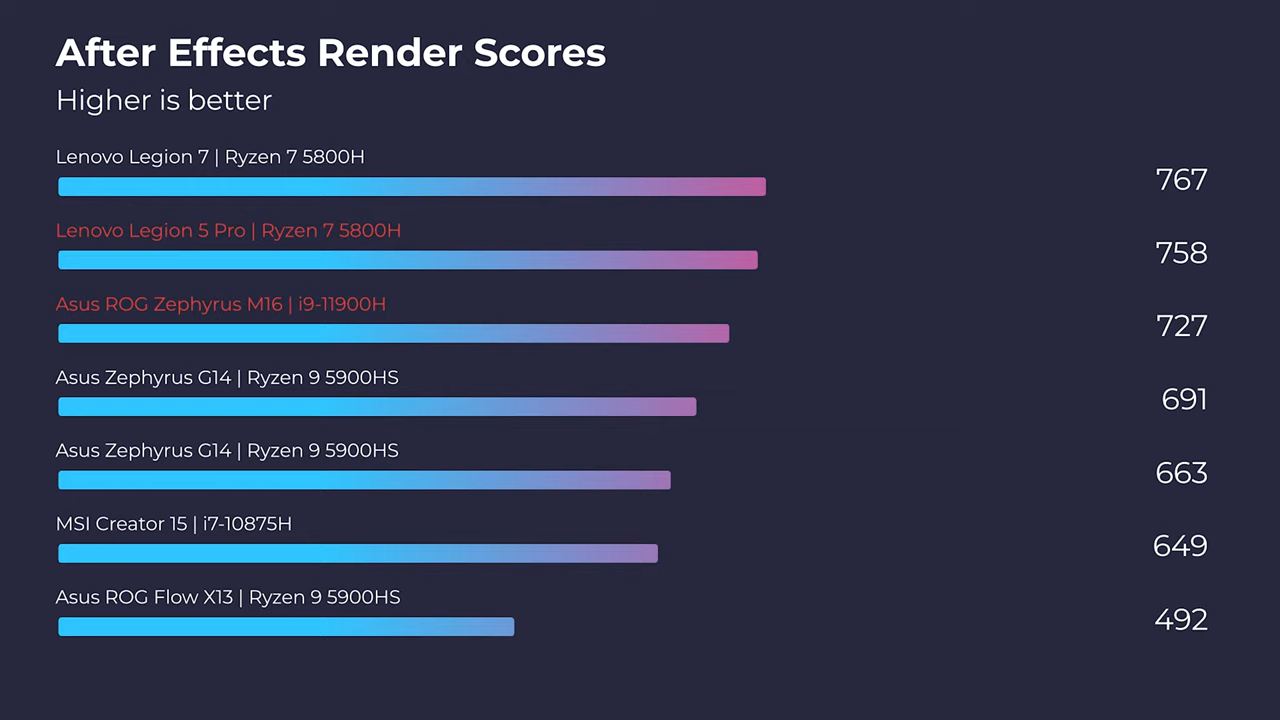 After Effects Render Scores
Higher is better
Lenovo Legion 7 | Ryzen 7 5800H
767
Lenovo Legion 5 Pro | Ryzen 7 5800H
758
Asus ROG Zephyrus M16 | i9-11900H
727
Asus Zephyrus G14 | Ryzen 9 5900HS
691
Asus Zephyrus G14 | Ryzen 9 5900HS
663
MSI Creator 15 | i7-10875H
649
Asus ROG Flow X13 | Ryzen 9 5900HS
492